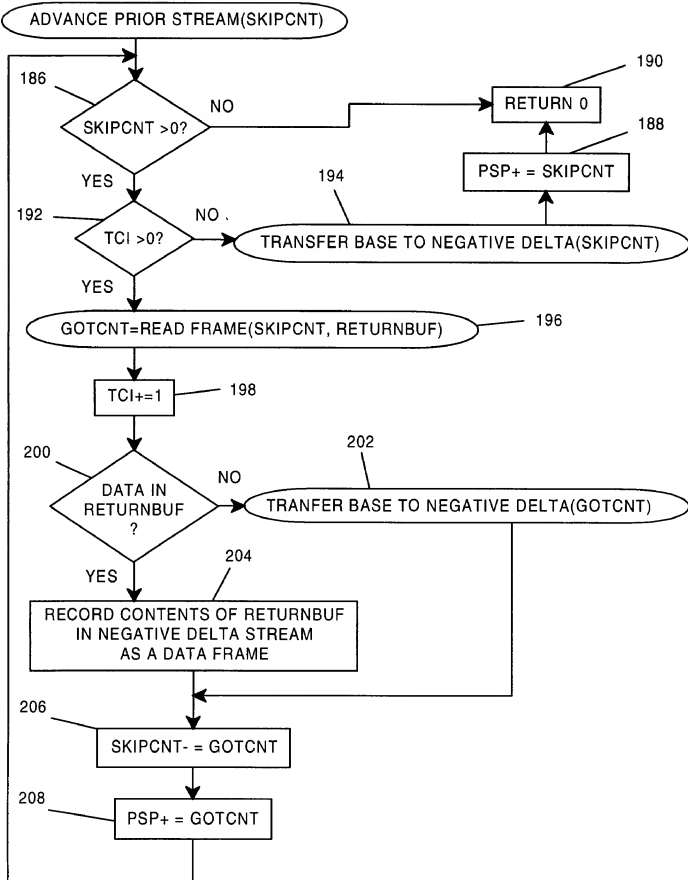 ADVANCE PRIOR STREAM(SKIPCNT)
186
SKIPCNT >0?
NO
190
RETURN 0
188
PSP+ = SKIPCNT
YES
192
TCI >0?
NO .
194
TRANSFER BASE TO NEGATIVE DELTA(SKIPCNT)
YES
GOTCNT=READ FRAME(SKIPCNT, RETURNBUF)
196
TCI+=1
198
200
DATA IN
RETURNBUF
?
NO
202
TRANFER BASE TO NEGATIVE DELTA(GOTCNT)
YES
204
RECORD CONTENTS OF RETURNBUF
IN NEGATIVE DELTA STREAM
AS A DATA FRAME
206
SKIPCNT- = GOTCNT
208
PSP+ = GOTCNT